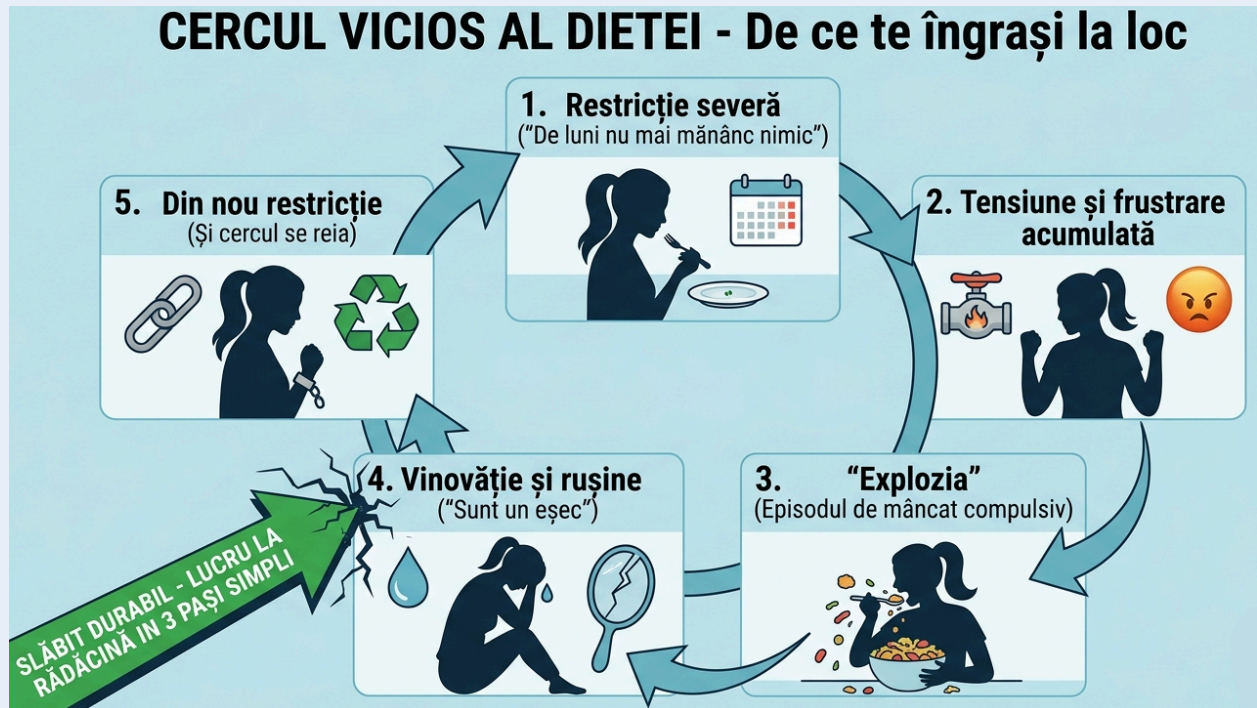 CERCUL VICIOS AL DIETEI - De ce te îngrași la loc
1. Restricție severă
("De luni nu mai mănânc nimic")
2. Tensiune și frustrare
acumulată
3. “Explozia”
(Episodul de mâncat compulsiv)
4. Vinovăție și rușine
(“Sunt un eșec”)
5. Din nou restricție
(Și cercul se reia)
SLĂBIT DURABIL - LUCRU LA
RĂDĂCINĂ IN 3 PAȘI SIMPLI